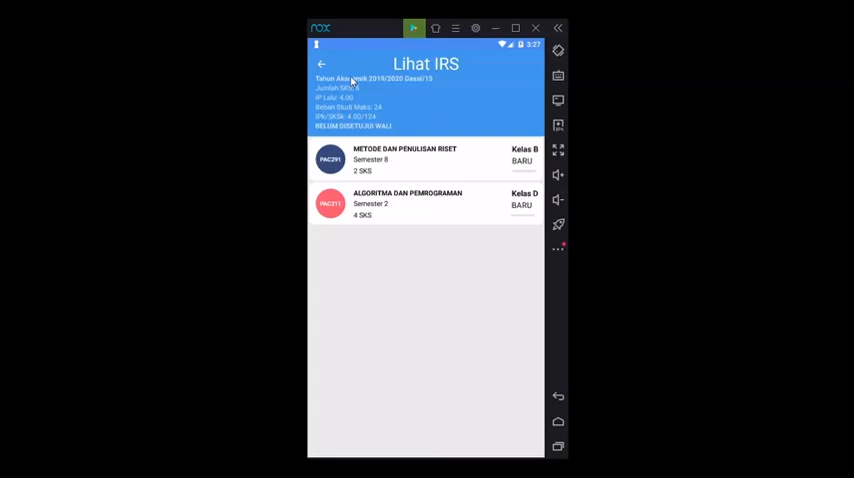 nox
3:27
Lihat IRS
Tahun Akademik 2019/2020 Gasal/15
Jumlah SKS: 6
IP Lalu: 4.00
Beban Studi Maks: 24
IPk/SKSk: 4.00/124
BELUM DISETUJUI WALI
PAC291
METODE DAN PENULISAN RISET
Semester 8
2 SKS
Kelas B
BARU
PAC211
ALGORITMA DAN PEMROGRAMAN
Semester 2
4 SKS
Kelas D
BARU